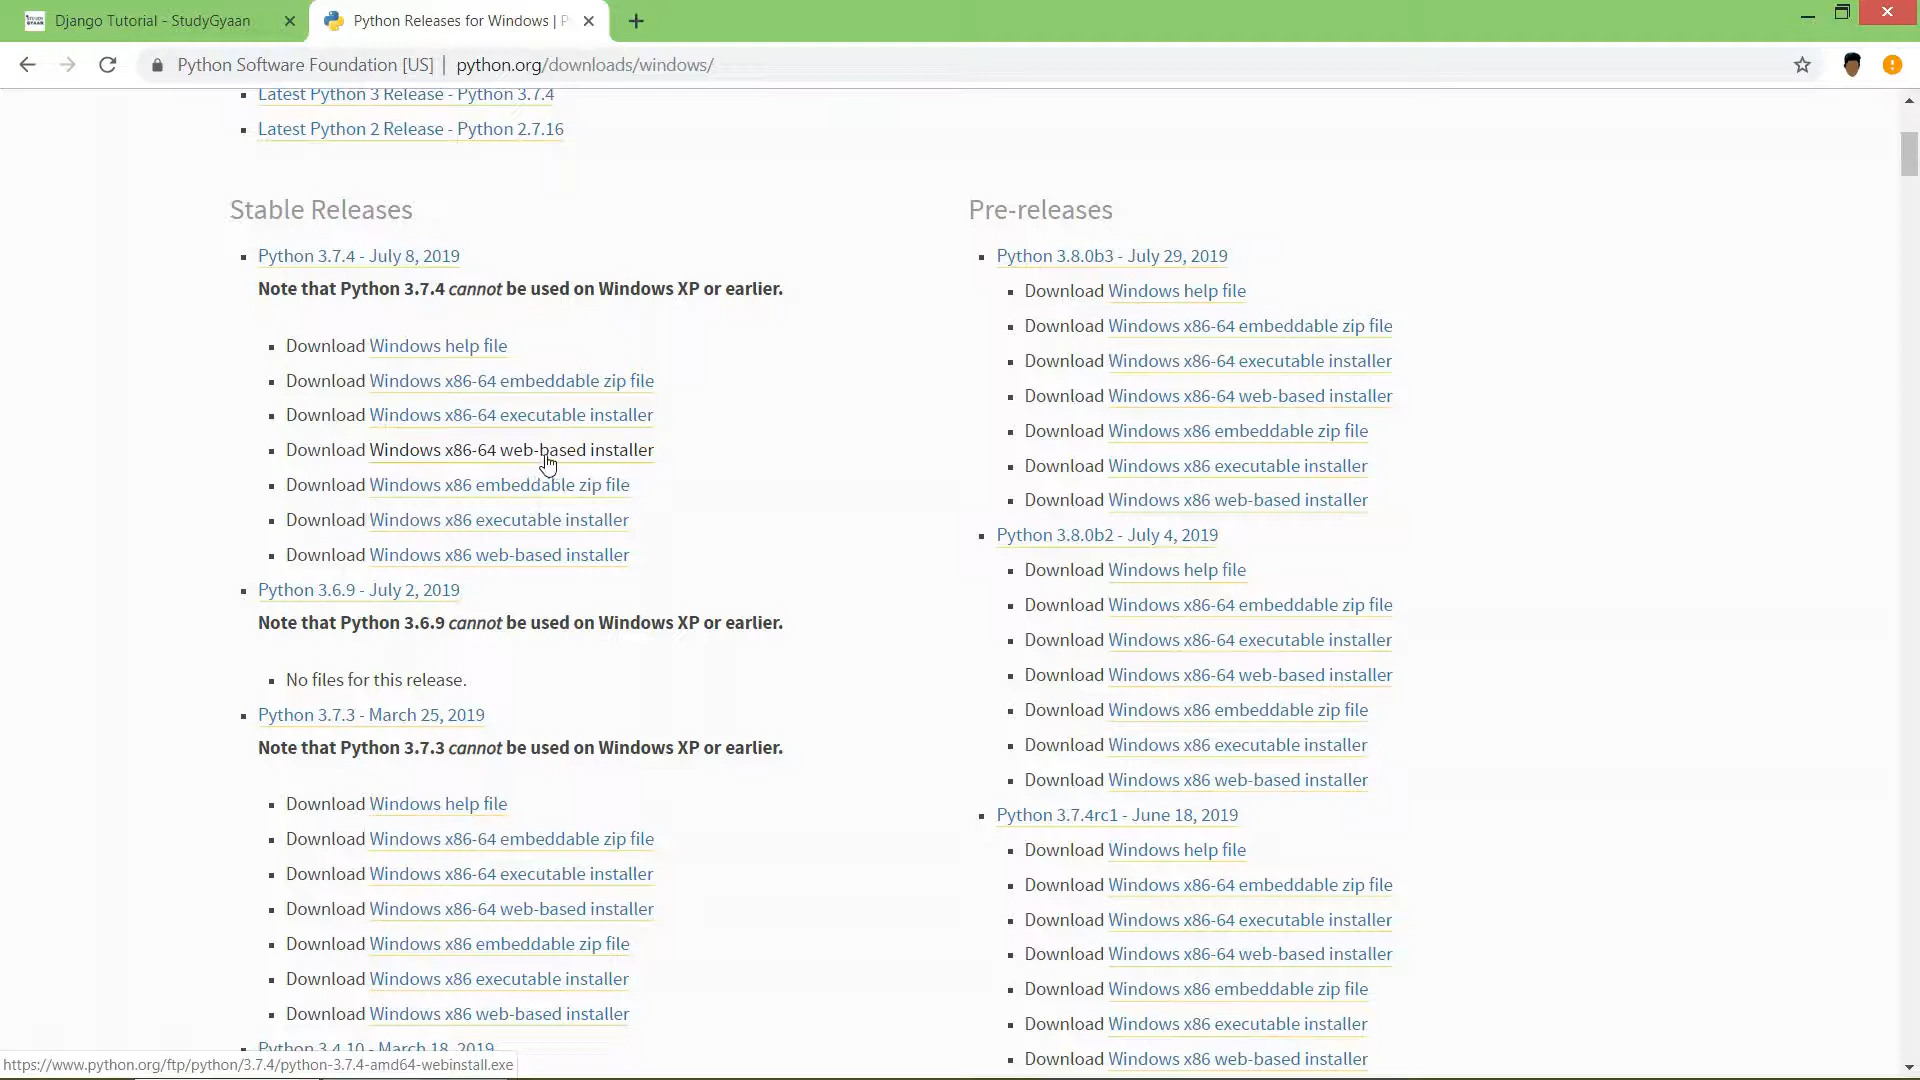 Django Tutorial - StudyGyaan
Python Releases for Windows | P
Python Software Foundation [US] | python.org/downloads/windows/
Latest Python 3 Release - Python 3.7.4
Latest Python 2 Release - Python 2.7.16
Stable Releases
Python 3.7.4 - July 8, 2019
Note that Python 3.7.4 cannot be used on Windows XP or earlier.
Download Windows help file
Download Windows x86-64 embeddable zip file
Download Windows x86-64 executable installer
Download Windows x86-64 web-based installer
Download Windows x86 embeddable zip file
Download Windows x86 executable installer
Download Windows x86 web-based installer
Python 3.6.9 - July 2, 2019
Note that Python 3.6.9 cannot be used on Windows XP or earlier.
No files for this release.
Python 3.7.3 - March 25, 2019
Note that Python 3.7.3 cannot be used on Windows XP or earlier.
Download Windows help file
Download Windows x86-64 embeddable zip file
Download Windows x86-64 executable installer
Download Windows x86-64 web-based installer
Download Windows x86 embeddable zip file
Download Windows x86 executable installer
Download Windows x86 web-based installer
Python 3.4.10 - March 18, 2019
Pre-releases
Python 3.8.0b3 - July 29, 2019
Download Windows help file
Download Windows x86-64 embeddable zip file
Download Windows x86-64 executable installer
Download Windows x86-64 web-based installer
Download Windows x86 embeddable zip file
Download Windows x86 executable installer
Download Windows x86 web-based installer
Python 3.8.0b2 - July 4, 2019
Download Windows help file
Download Windows x86-64 embeddable zip file
Download Windows x86-64 executable installer
Download Windows x86-64 web-based installer
Download Windows x86 embeddable zip file
Download Windows x86 executable installer
Download Windows x86 web-based installer
Python 3.7.4rc1 - June 18, 2019
Download Windows help file
Download Windows x86-64 embeddable zip file
Download Windows x86-64 executable installer
Download Windows x86-64 web-based installer
Download Windows x86 embeddable zip file
Download Windows x86 executable installer
Download Windows x86 web-based installer
https://www.python.org/ftp/python/3.7.4/python-3.7.4-amd64-webinstall.exe